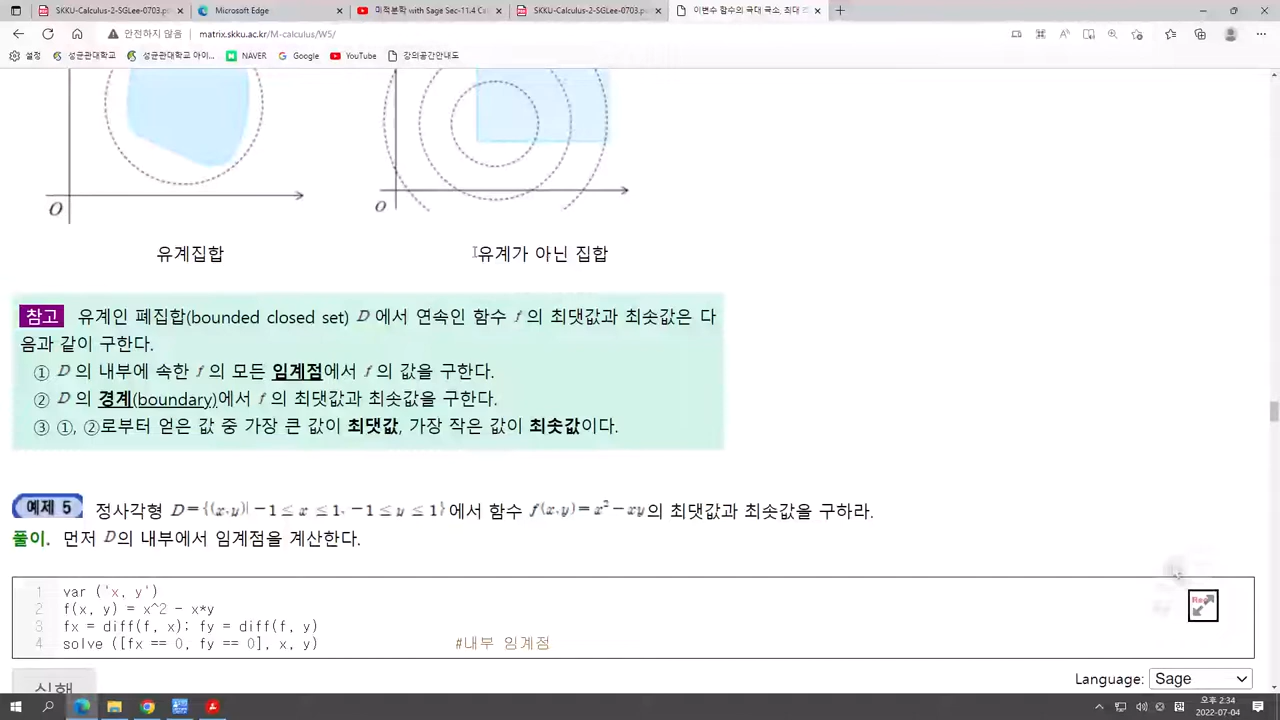 SKKU-Calculus-2-SGLee-0703.p
Microsoft Edge
미적분학 with Sage Sec-11.4 C
SKKU-Calculus-2-SGLee-0703.p
이변수 함수의 극대 극소, 최대
안전하지 않음 | matrix.skku.ac.kr/M-calculus/W5/
설정 성균관대학교 성균관대학교 아이... NAVER Google YouTube 강의공간안내도
O
O
유계집합
유계가 아닌 집합
참고 유계인 폐집합(bounded closed set) D 에서 연속인 함수 f 의 최댓값과 최솟값은 다
음과 같이 구한다.
① D 의 내부에 속한 f 의 모든 임계점에서 f 의 값을 구한다.
② D 의 경계(boundary)에서 f 의 최댓값과 최솟값을 구한다.
③ ①, ②로부터 얻은 값 중 가장 큰 값이 최댓값, 가장 작은 값이 최솟값이다.
예제 5 정사각형 D={(x,y)| −1≤x≤1, −1≤y≤1}에서 함수 f(x,y)=x²−xy의 최댓값과 최솟값을 구하라.
풀이. 먼저 D의 내부에서 임계점을 계산한다.
1 var ('x, y')
2 f(x, y) = x^2 - x*y
3 fx = diff(f, x); fy = diff(f, y)
4 solve ([fx == 0, fy == 0], x, y) #내부 임계점
실행
Language: Sage
오후 2:34
2022-07-04